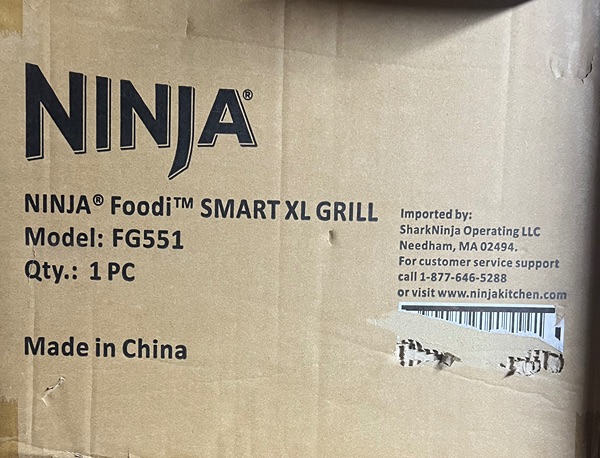 NINJA®
NINJA® Foodi™ SMART XL GRILL
Model: FG551
Qty.: 1 PC
Made in China
Imported by:
SharkNinja Operating LLC
Needham, MA 02494.
For customer service support
call 1-877-646-5288
or visit www.ninjakitchen.com